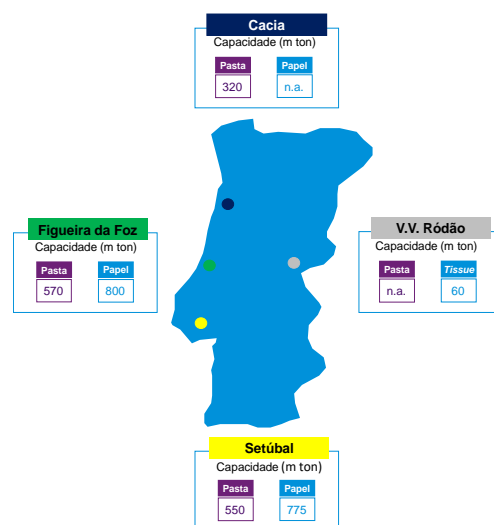 Cacia
Capacidade (m ton)
Pasta Papel
320 n.a.
Figueira da Foz
Capacidade (m ton)
Pasta Papel
570 800
V.V. Ródão
Capacidade (m ton)
Pasta Tissue
n.a. 60
Setúbal
Capacidade (m ton)
Pasta Papel
550 775